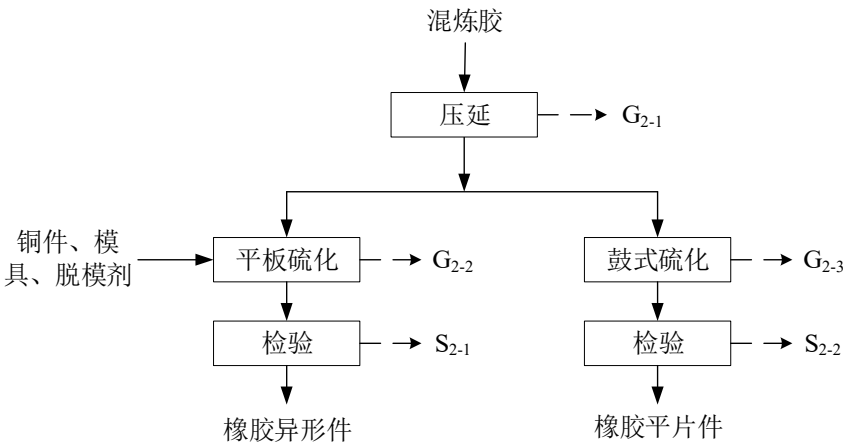 混炼胶
压延
G2-1
铜件、模
具、脱模剂
平板硫化
G2-2
鼓式硫化
G2-3
检验
S2-1
检验
S2-2
橡胶异形件
橡胶平片件